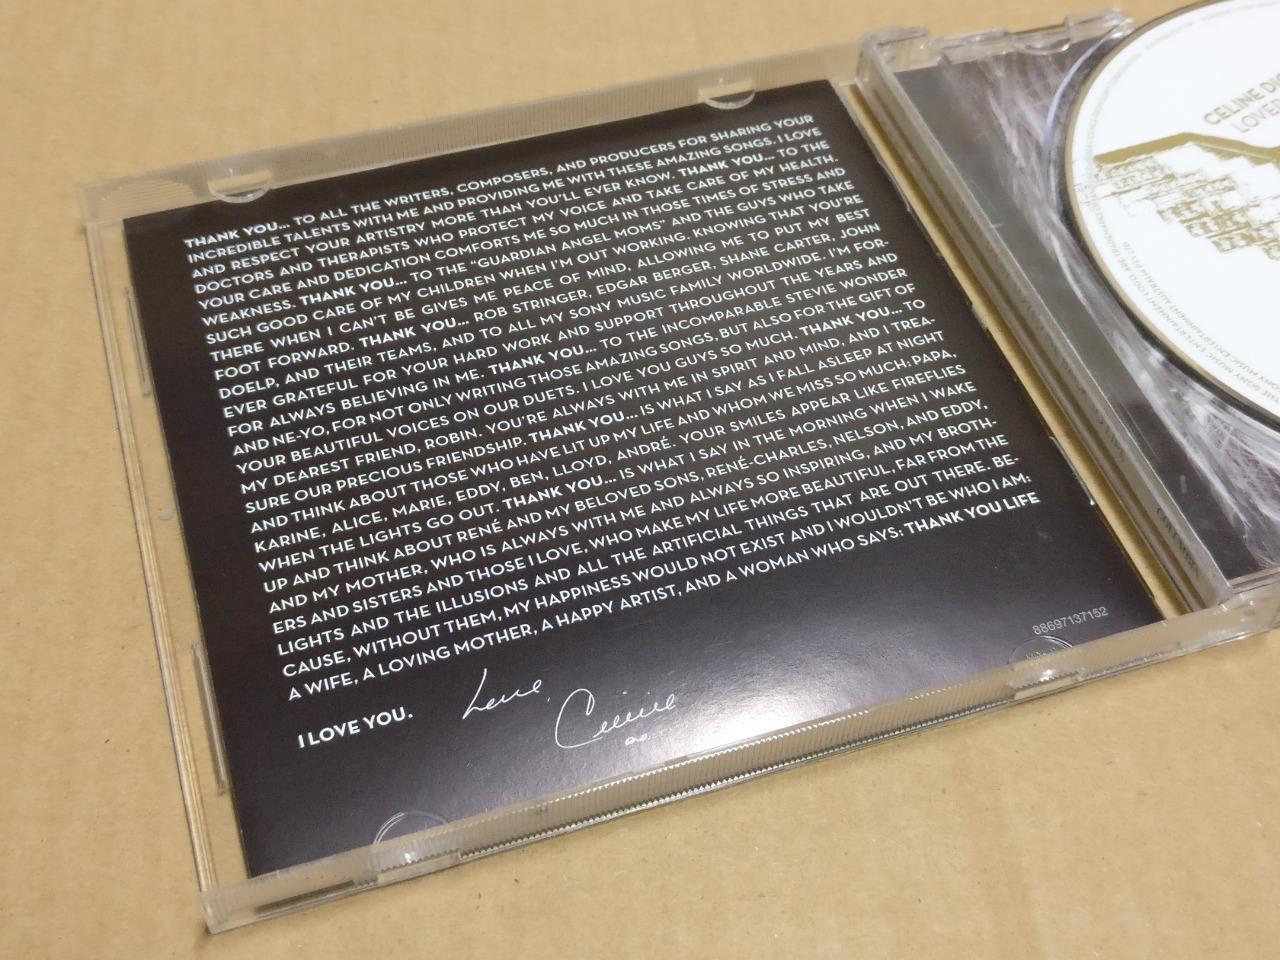 THANK YOU... TO ALL THE WRITERS, COMPOSERS, AND PRODUCERS FOR SHARING YOUR
INCREDIBLE TALENTS WITH ME AND PROVIDING ME WITH THESE AMAZING SONGS. I LOVE
AND RESPECT YOUR ARTISTRY MORE THAN YOU'LL EVER KNOW. THANK YOU... TO THE
DOCTORS AND THERAPISTS WHO PROTECT MY VOICE AND TAKE CARE OF MY HEALTH.
YOUR CARE AND DEDICATION COMFORTS ME SO MUCH IN THOSE TIMES OF STRESS AND
WEAKNESS. THANK YOU... TO THE "GUARDIAN ANGEL MOMS" AND THE GUYS WHO TAKE
SUCH GOOD CARE OF MY CHILDREN WHEN I'M OUT WORKING. KNOWING THAT YOU'RE
THERE WHEN I CAN'T BE GIVES ME PEACE OF MIND, ALLOWING ME TO PUT MY BEST
FOOT FORWARD. THANK YOU... ROB STRINGER, EDGAR BERGER, SHANE CARTER, JOHN
DOELP, AND THEIR TEAMS, AND TO ALL MY SONY MUSIC FAMILY WORLDWIDE. I'M FOR-
EVER GRATEFUL FOR YOUR HARD WORK AND SUPPORT THROUGHOUT THE YEARS AND
FOR ALWAYS BELIEVING IN ME. THANK YOU... TO THE INCOMPARABLE STEVIE WONDER
AND NE-YO, FOR NOT ONLY WRITING THOSE AMAZING SONGS, BUT ALSO FOR THE GIFT OF
YOUR BEAUTIFUL VOICES ON OUR DUETS. I LOVE YOU GUYS SO MUCH. THANK YOU... TO
MY DEAREST FRIEND, ROBIN. YOU'RE ALWAYS WITH ME IN SPIRIT AND MIND, AND I TREA-
SURE OUR PRECIOUS FRIENDSHIP. THANK YOU... IS WHAT I SAY AS I FALL ASLEEP AT NIGHT
AND THINK ABOUT THOSE WHO HAVE LIT UP MY LIFE AND WHOM WE MISS SO MUCH: PAPA,
KARINE, ALICE, MARIE, EDDY, BEN, LLOYD, ANDRÉ. YOUR SMILES APPEAR LIKE FIREFLIES
WHEN THE LIGHTS GO OUT. THANK YOU... IS WHAT I SAY IN THE MORNING WHEN I WAKE
UP AND THINK ABOUT RENÉ AND MY BELOVED SONS, RENÉ-CHARLES, NELSON, AND EDDY,
AND MY MOTHER, WHO IS ALWAYS WITH ME AND ALWAYS SO INSPIRING, AND MY BROTH-
ERS AND SISTERS AND THOSE I LOVE, WHO MAKE MY LIFE MORE BEAUTIFUL. FAR FROM THE
LIGHTS AND THE ILLUSIONS AND ALL THE ARTIFICIAL THINGS THAT ARE OUT THERE. BE-
CAUSE, WITHOUT THEM, MY HAPPINESS WOULD NOT EXIST AND I WOULDN'T BE WHO I AM:
A WIFE, A LOVING MOTHER, A HAPPY ARTIST, AND A WOMAN WHO SAYS: THANK YOU LIFE
I LOVE YOU.
Love,
Celine
88697137152
CELINE DIO
LOVE